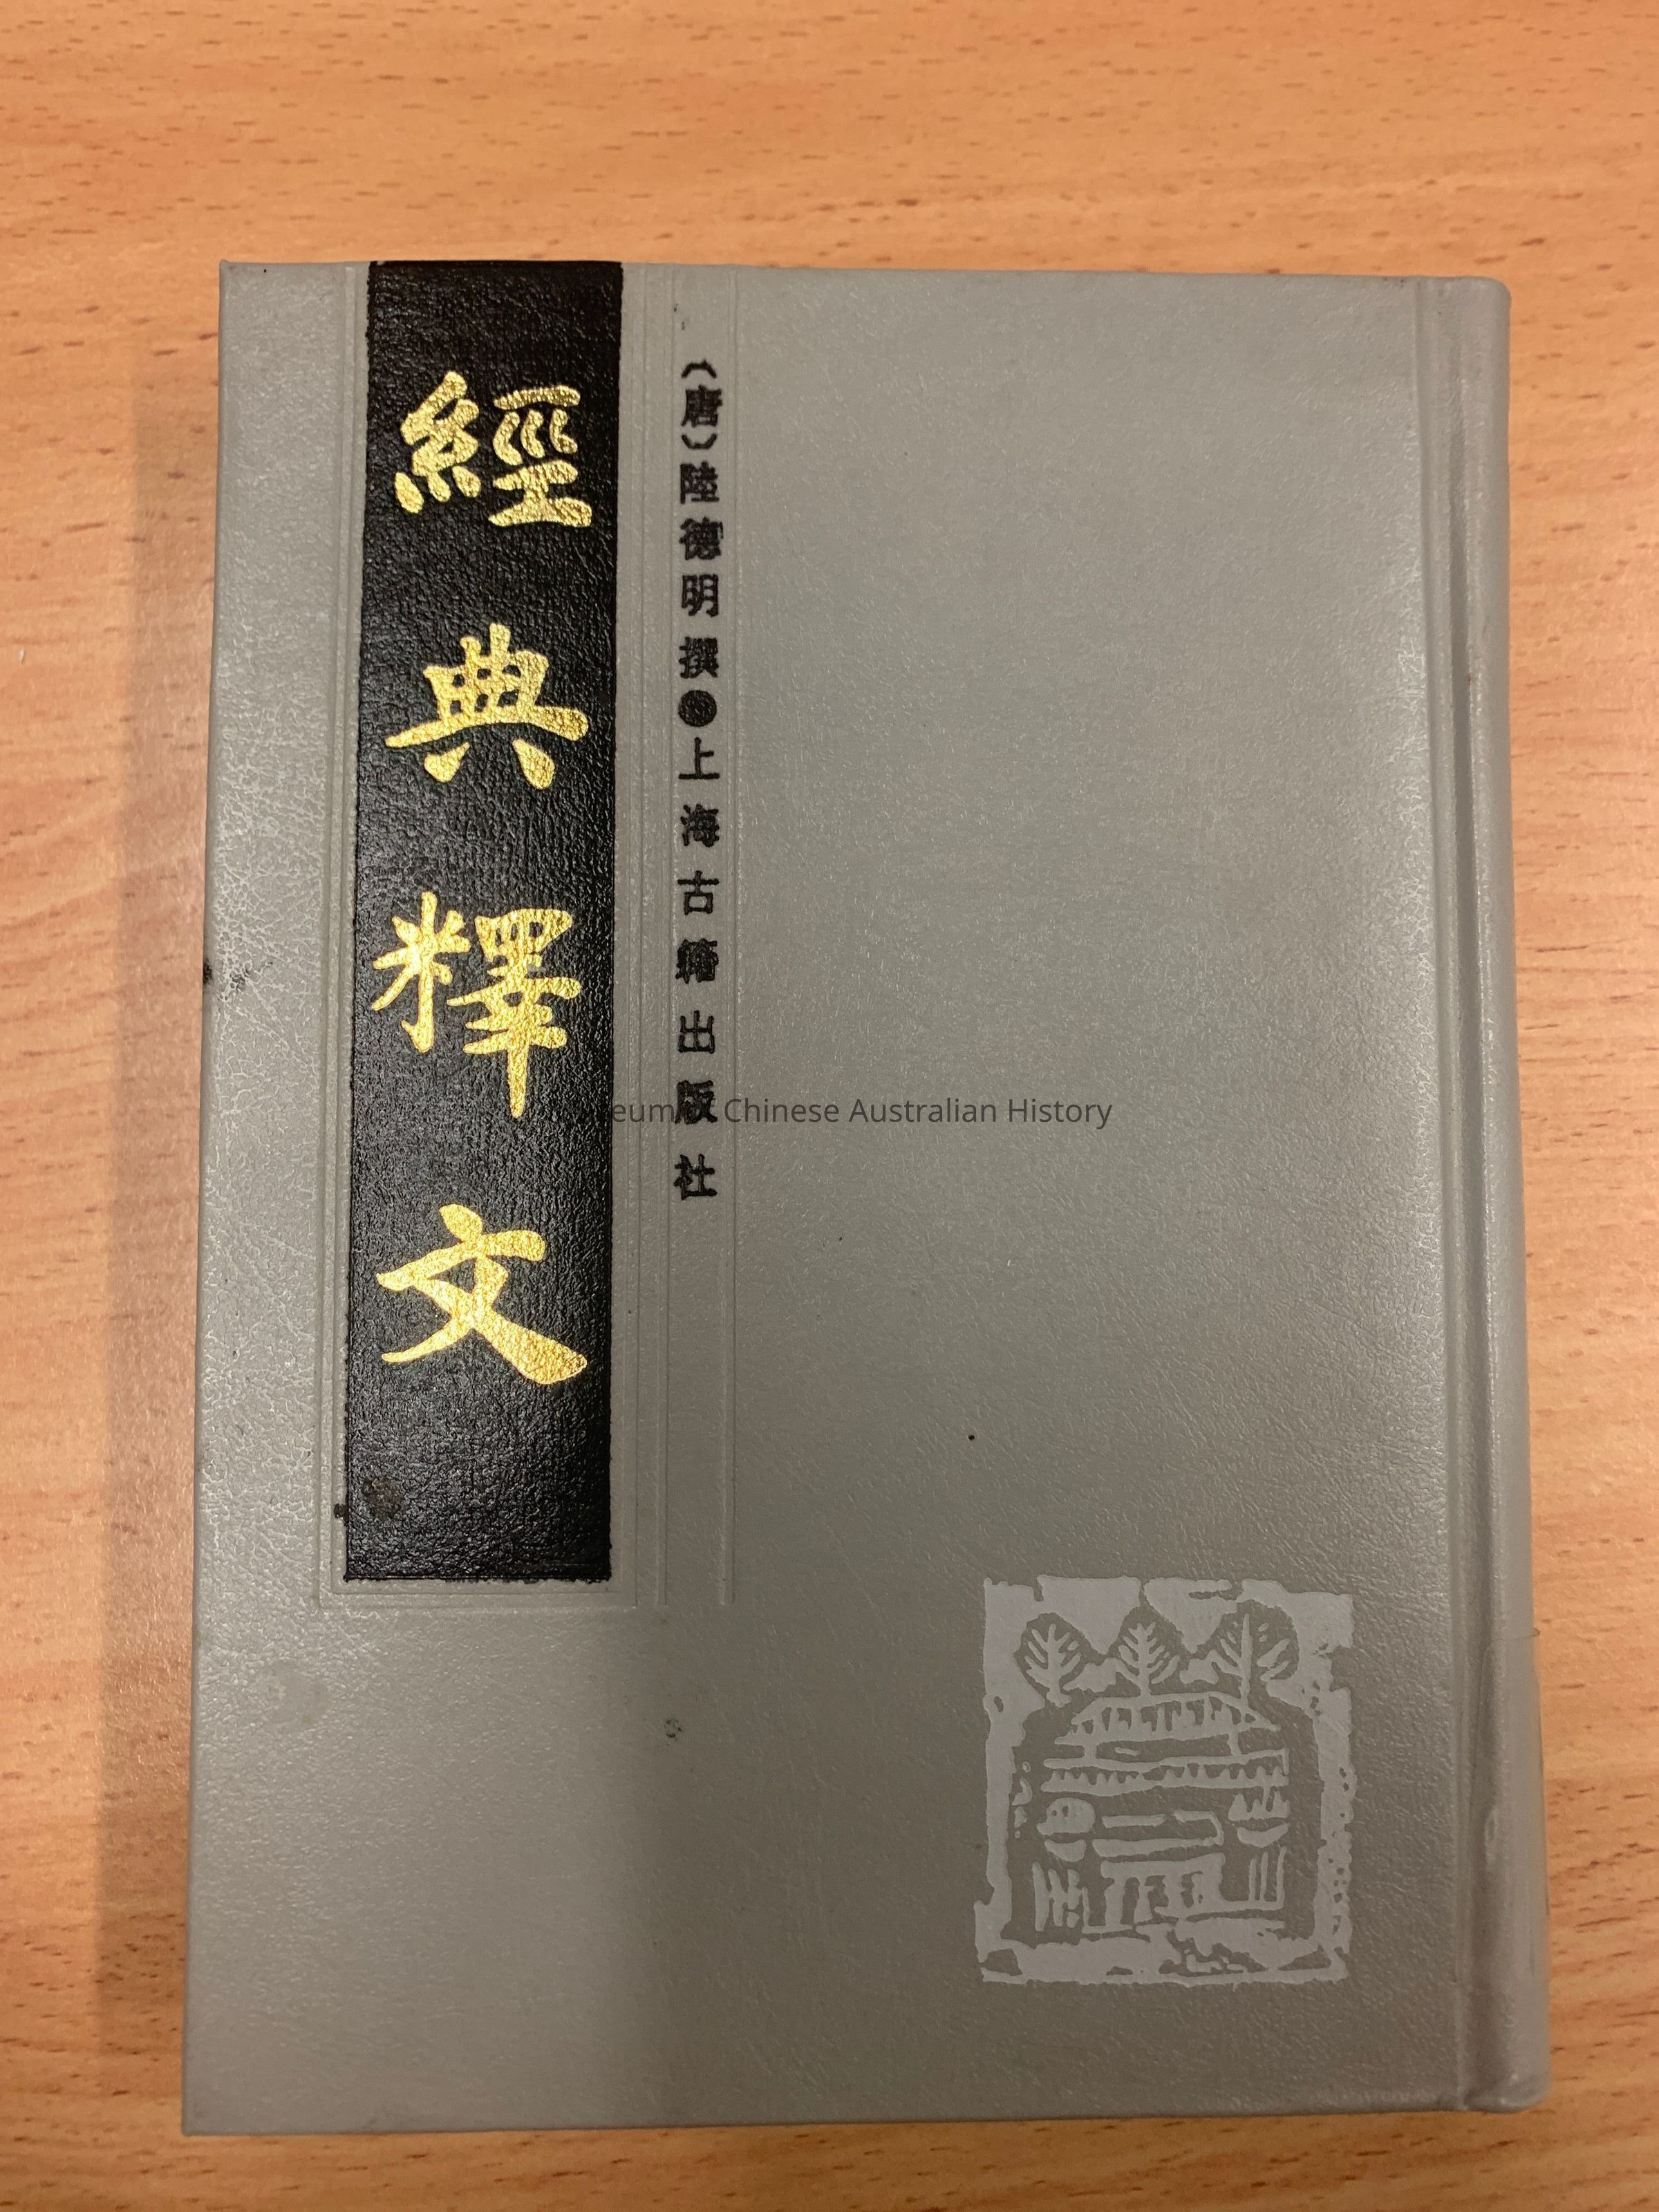 經典釋文
(唐)陸德明撰●上海古籍出版社
Chinese Australian History